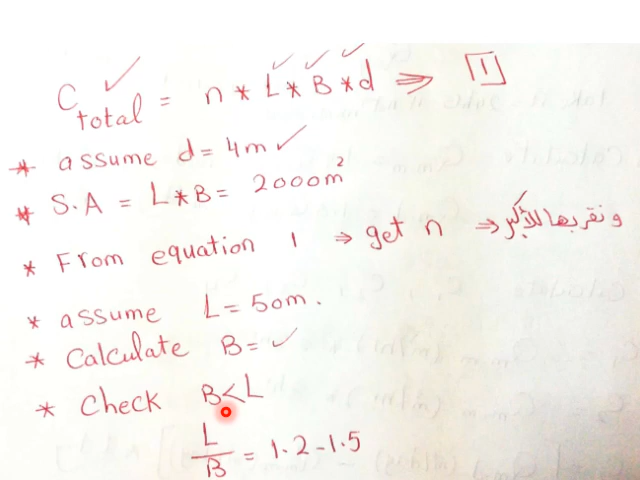 C total = n * L * B * d ⇒ 1
* assume d = 4m ✓
* S.A = L * B = 2000m²
* From equation 1 ⇒ get n ⇒ ونقربها للأكبر
* assume L = 50m.
* Calculate B = ✓
* Check B < L
L/B = 1.2 - 1.5